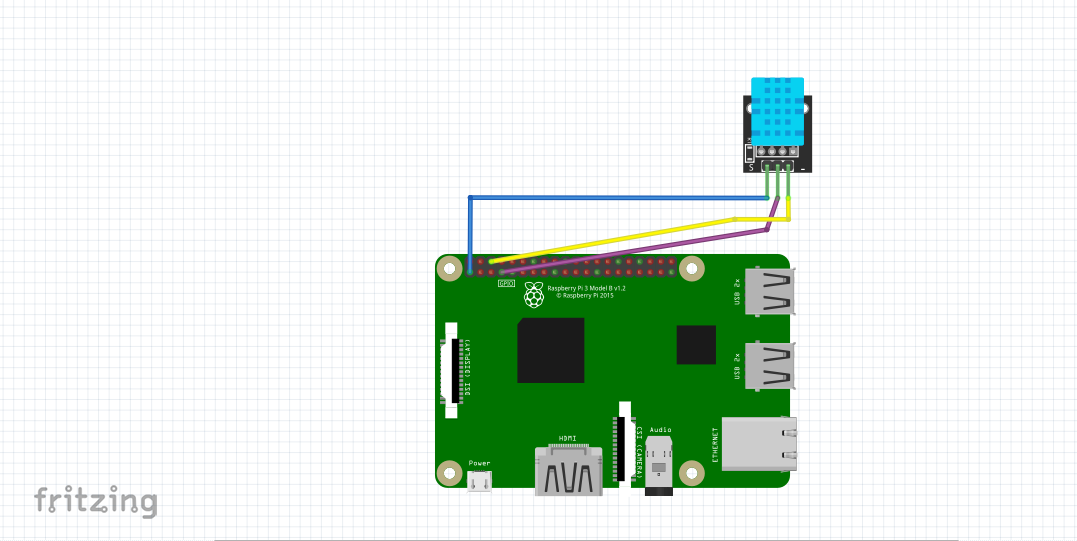 S
-
GPIO
Raspberry Pi 3 Model B v1.2
© Raspberry Pi 2015
USB 2x
DSI (DISPLAY)
USB 2x
Audio
CSI (CAMERA)
HDMI
ETHERNET
Power
fritzing